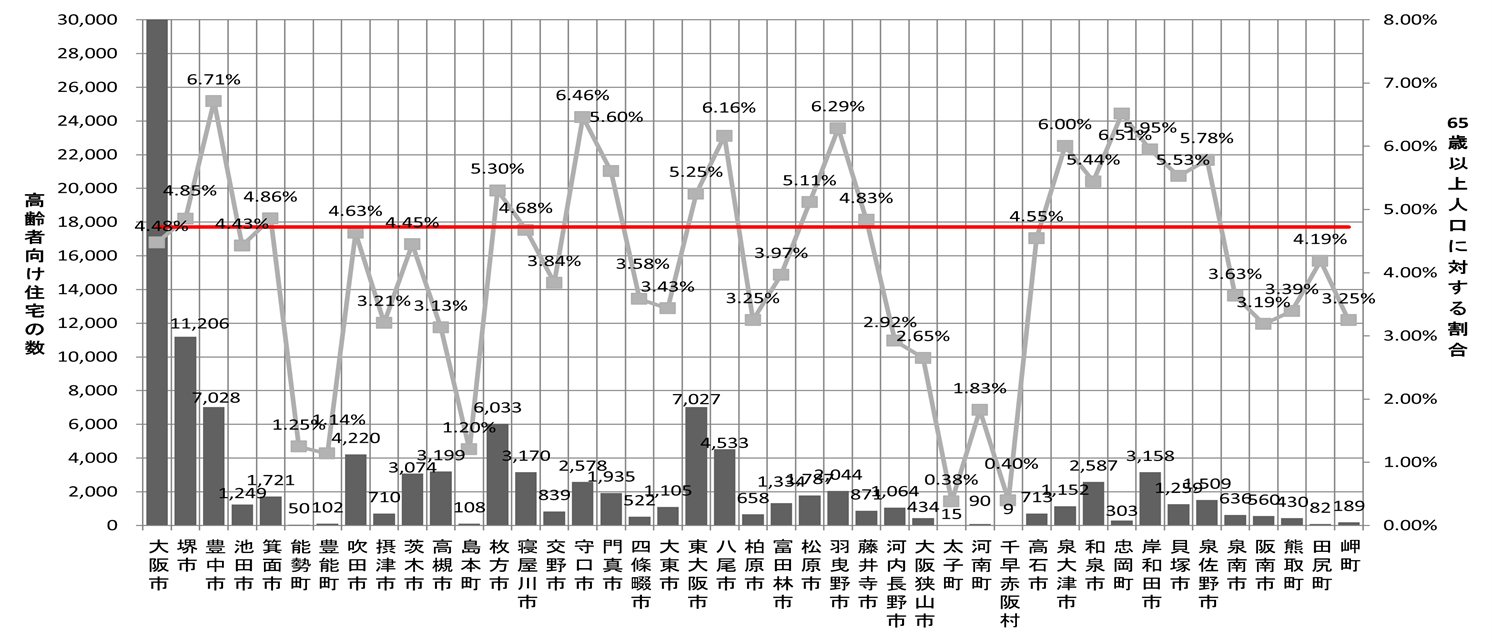 30,000
28,000
26,000
24,000
22,000
20,000
18,000
16,000
14,000
12,000
10,000
8,000
6,000
4,000
2,000
0
高齢者向け住宅の数
8.00%
7.00%
6.00%
5.00%
4.00%
3.00%
2.00%
1.00%
0.00%
65歳以上人口に対する割合
4.48%
4.85%
6.71%
4.43%
4.86%
1.25%
1.14%
4.63%
3.21%
4.45%
3.13%
1.20%
5.30%
4.68%
3.84%
6.46%
5.60%
3.58%
3.43%
5.25%
6.16%
3.25%
3.97%
5.11%
6.29%
4.83%
2.92%
2.65%
0.38%
1.83%
0.40%
4.55%
6.00%
5.44%
6.51%
5.95%
5.53%
5.78%
3.63%
3.19%
3.39%
4.19%
3.25%
11,206
7,028
1,249
1,721
50
102
4,220
710
3,074
3,199
108
6,033
3,170
839
2,578
1,935
522
1,105
7,027
4,533
658
1,334
1,787
2,044
871
1,064
434
15
90
9
713
1,152
2,587
303
3,158
1,259
1,509
636
560
430
82
189
大阪市
堺市
豊中市
池田市
箕面市
能勢町
豊能町
吹田市
摂津市
茨木市
高槻市
島本町
枚方市
寝屋川市
交野市
守口市
門真市
四條畷市
大東市
東大阪市
八尾市
柏原市
富田林市
松原市
羽曳野市
藤井寺市
河内長野市
大阪狭山市
太子町
河南町
千早赤阪村
高石市
泉大津市
和泉市
忠岡町
岸和田市
貝塚市
泉佐野市
泉南市
阪南市
熊取町
田尻町
岬町